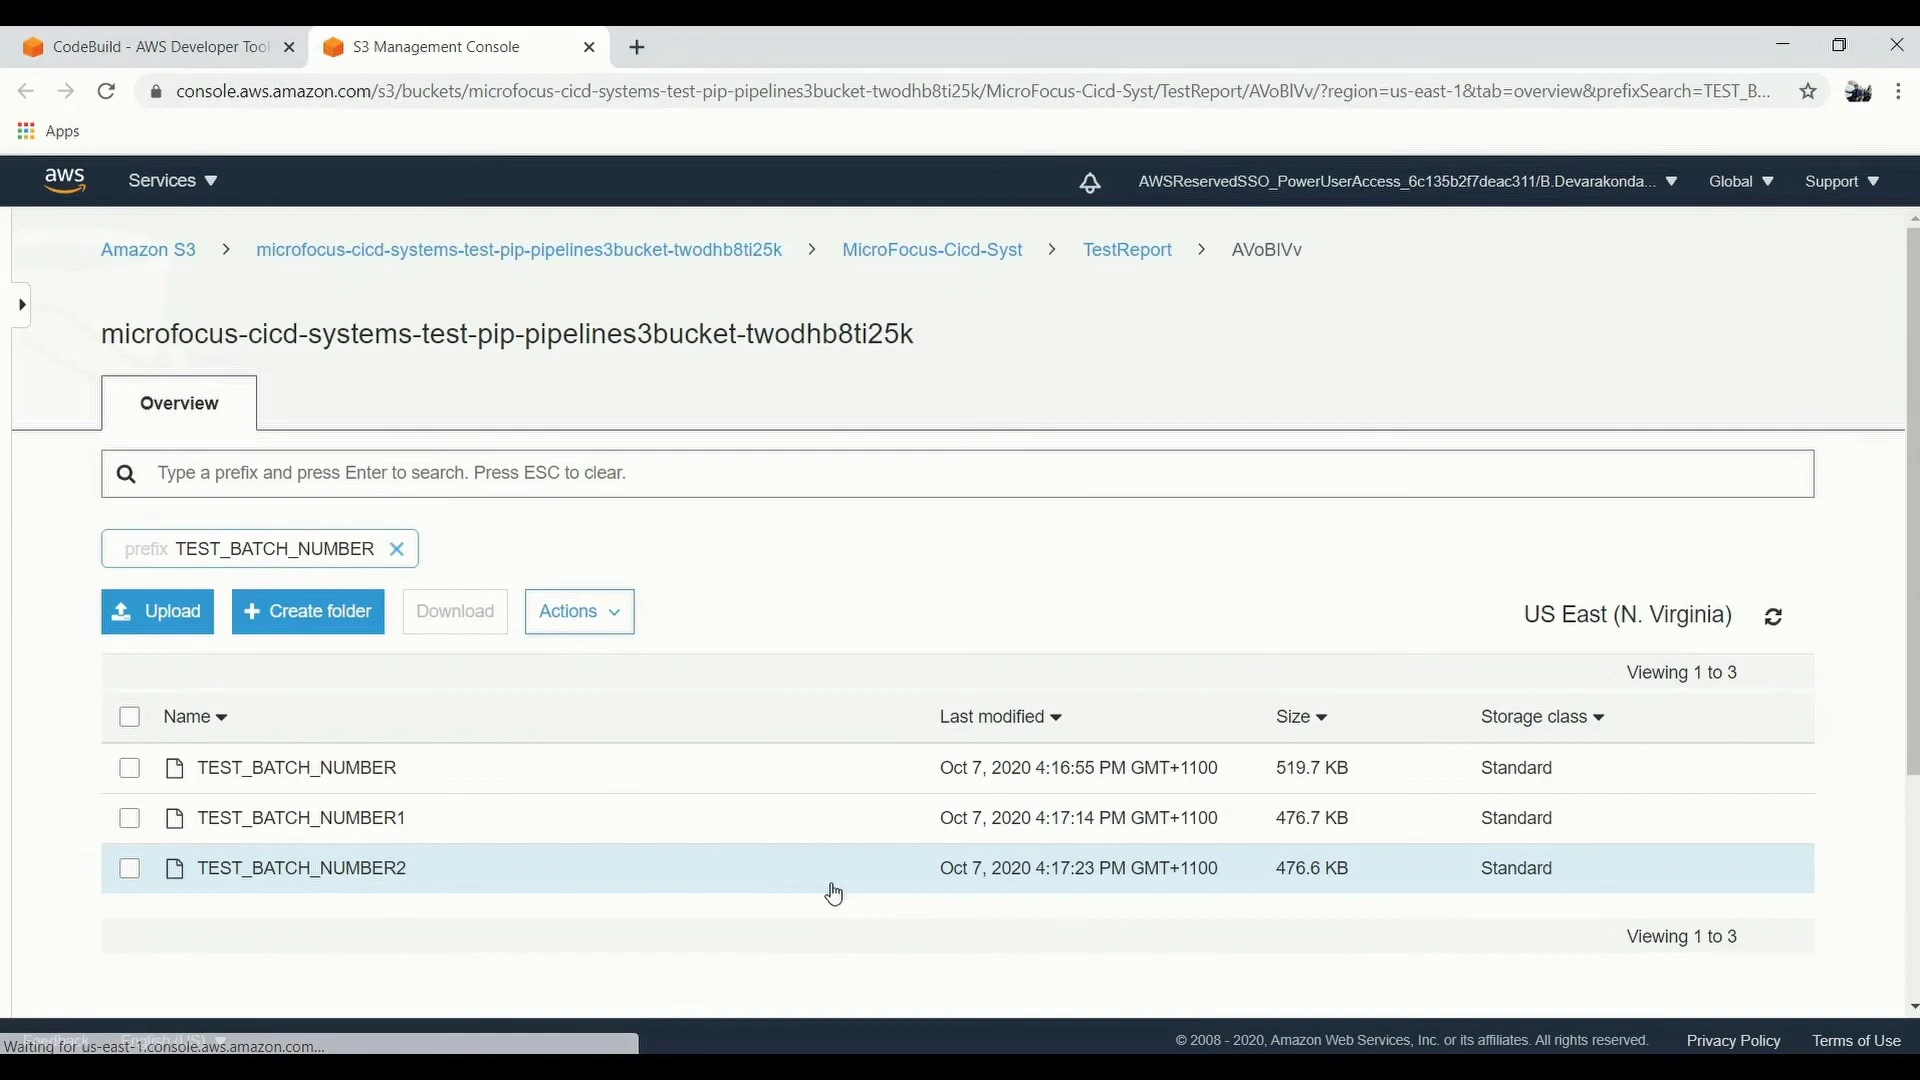 CodeBuild - AWS Developer Tool
S3 Management Console
console.aws.amazon.com/s3/buckets/microfocus-cicd-systems-test-pip-pipelines3bucket-twodhb8ti25k/MicroFocus-Cicd-Syst/TestReport/AVoBlVv/?region=us-east-1&tab=overview&prefixSearch=TEST_B...
Apps
aws Services AWSReservedSSO_PowerUserAccess_6c135b2f7deac311/B.Devarakonda... Global Support
Amazon S3 > microfocus-cicd-systems-test-pip-pipelines3bucket-twodhb8ti25k > MicroFocus-Cicd-Syst > TestReport > AVoBlVv
microfocus-cicd-systems-test-pip-pipelines3bucket-twodhb8ti25k
Overview
Type a prefix and press Enter to search. Press ESC to clear.
prefix TEST_BATCH_NUMBER
Upload + Create folder Download Actions US East (N. Virginia)
Viewing 1 to 3
Name Last modified Size Storage class
TEST_BATCH_NUMBER Oct 7, 2020 4:16:55 PM GMT+1100 519.7 KB Standard
TEST_BATCH_NUMBER1 Oct 7, 2020 4:17:14 PM GMT+1100 476.7 KB Standard
TEST_BATCH_NUMBER2 Oct 7, 2020 4:17:23 PM GMT+1100 476.6 KB Standard
Viewing 1 to 3
Feedback English (US) © 2008 - 2020, Amazon Web Services, Inc. or its affiliates. All rights reserved. Privacy Policy Terms of Use
Waiting for us-east-1.console.aws.amazon.com...